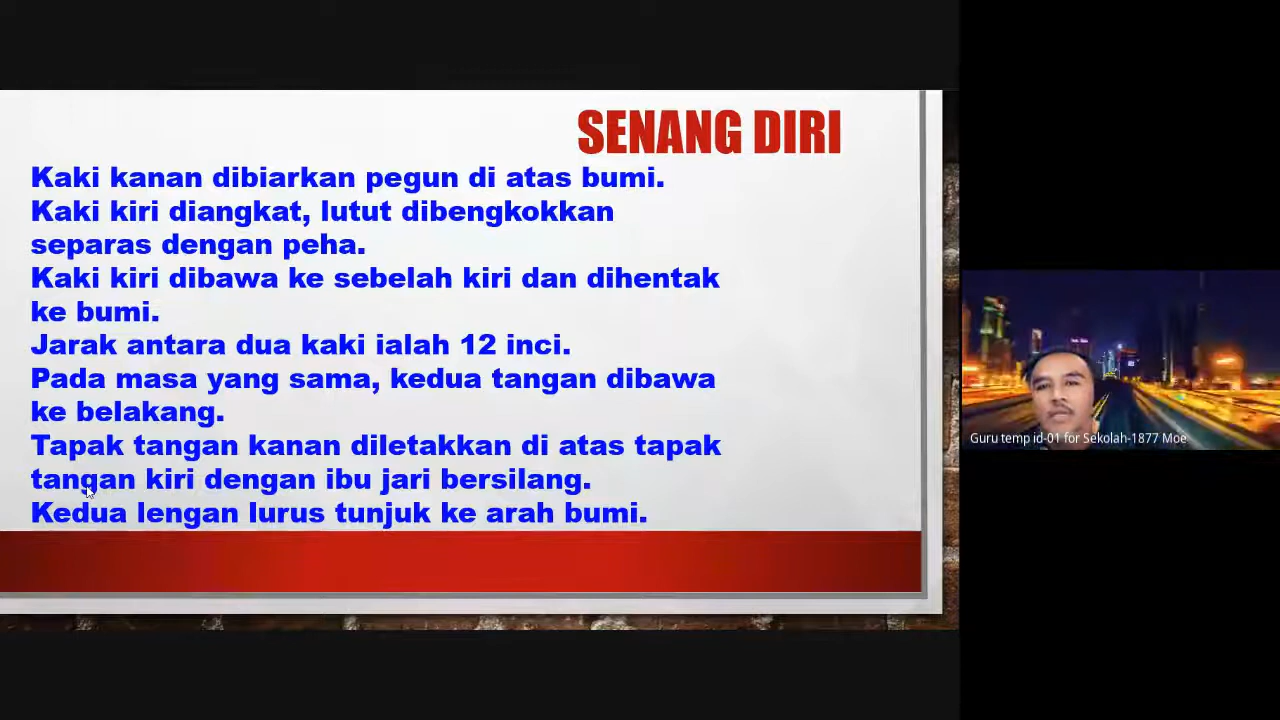 SENANG DIRI
Kaki kanan dibiarkan pegun di atas bumi.
Kaki kiri diangkat, lutut dibengkokkan
separas dengan peha.
Kaki kiri dibawa ke sebelah kiri dan dihentak
ke bumi.
Jarak antara dua kaki ialah 12 inci.
Pada masa yang sama, kedua tangan dibawa
ke belakang.
Tapak tangan kanan diletakkan di atas tapak
tangan kiri dengan ibu jari bersilang.
Kedua lengan lurus tunjuk ke arah bumi.
Guru temp id-01 for Sekolah-1877 Moe